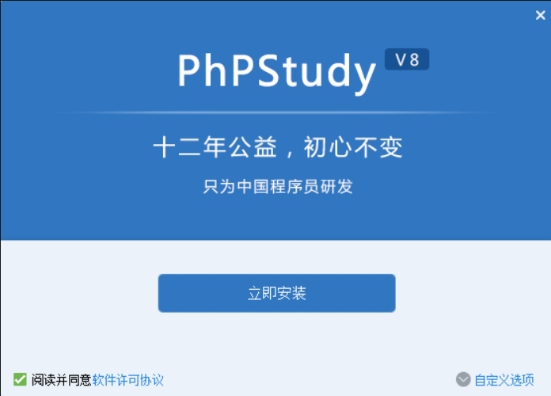 PhPStudy V8
十二年公益，初心不变
只为中国程序员研发
立即安装
阅读并同意软件许可协议
自定义选项